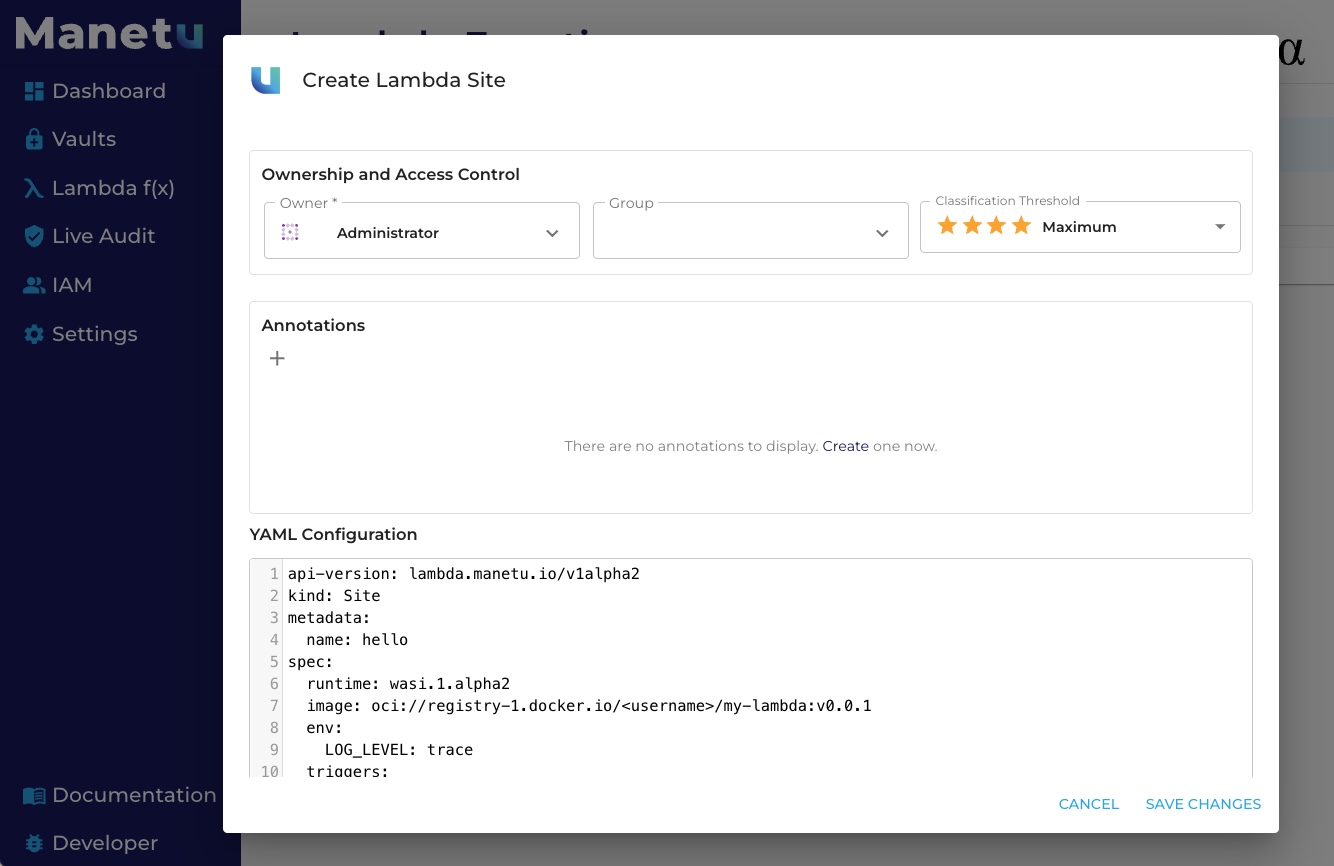 Manetu
Dashboard
Vaults
Lambda f(x)
Live Audit
IAM
Settings
Documentation
Developer
α
Create Lambda Site
Ownership and Access Control
Owner *
Administrator
Group
Classification Threshold
Maximum
Annotations
+
There are no annotations to display. Create one now.
YAML Configuration
1 api-version: lambda.manetu.io/v1alpha2
2 kind: Site
3 metadata:
4   name: hello
5 spec:
6   runtime: wasi.1.alpha2
7   image: oci://registry-1.docker.io/<username>/my-lambda:v0.0.1
8   env:
9     LOG_LEVEL: trace
10   triggers:
CANCEL SAVE CHANGES